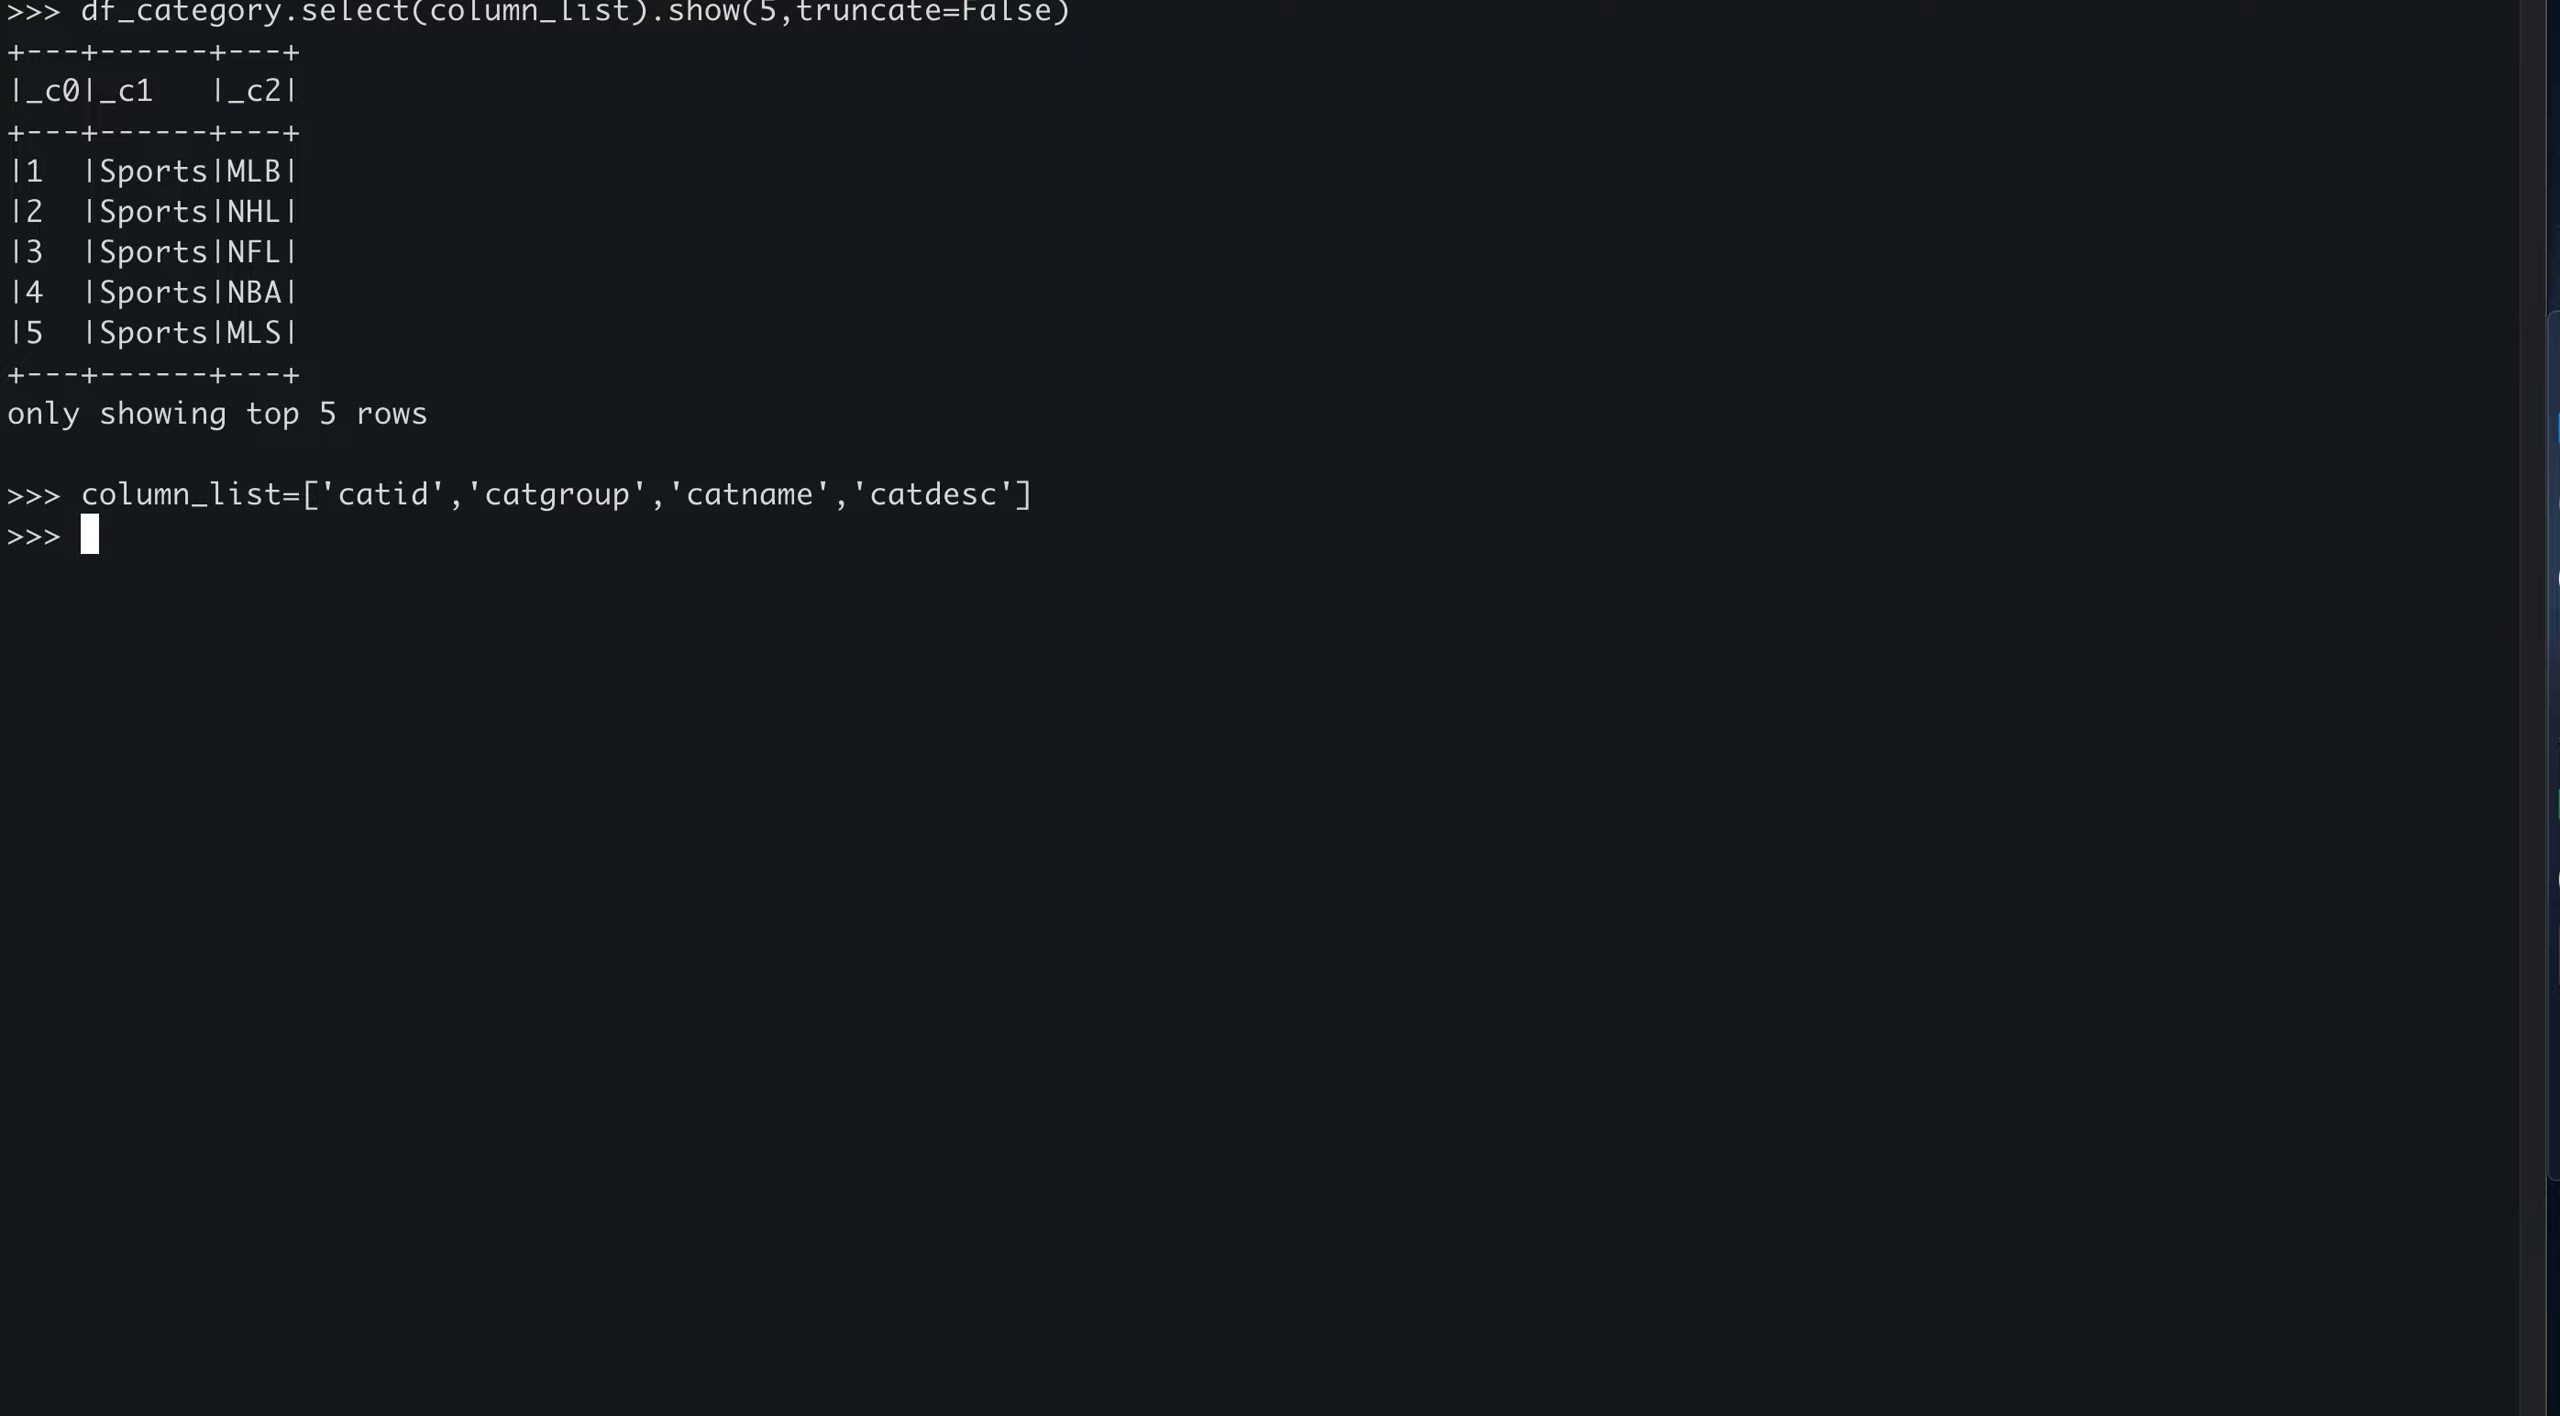 >>> df_category.select(column_list).show(5,truncate=False)
+---+------+---+
|_c0|_c1   |_c2|
+---+------+---+
|1  |Sports|MLB|
|2  |Sports|NHL|
|3  |Sports|NFL|
|4  |Sports|NBA|
|5  |Sports|MLS|
+---+------+---+
only showing top 5 rows
>>> column_list=['catid','catgroup','catname','catdesc']
>>>